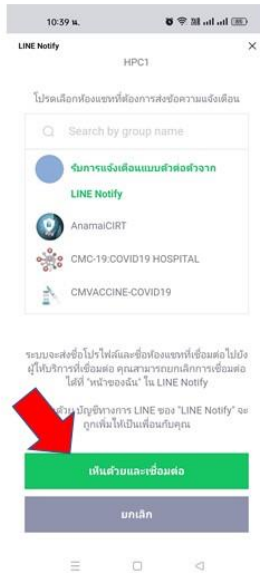 10:39 น.
LINE Notify
HPC1
โปรดเลือกห้องแชทที่ต้องการส่งข้อความแจ้งเตือน
Search by group name
รับการแจ้งเตือนแบบตัวต่อตัวจาก
LINE Notify
AnamaiCIRT
CMC-19:COVID19 HOSPITAL
CMVACCINE-COVID19
ระบบจะส่งชื่อโปรไฟล์และชื่อห้องแชทที่เชื่อมต่อไปยัง
ผู้ให้บริการที่เชื่อมต่อ คุณสามารถยกเลิกการเชื่อมต่อ
ได้ที่ "หน้าของฉัน" ใน LINE Notify
ด้วย บัญชีทางการ LINE ของ "LINE Notify" จะ
ถูกเพิ่มให้เป็นเพื่อนกับคุณ
เห็นด้วยและเชื่อมต่อ
ยกเลิก